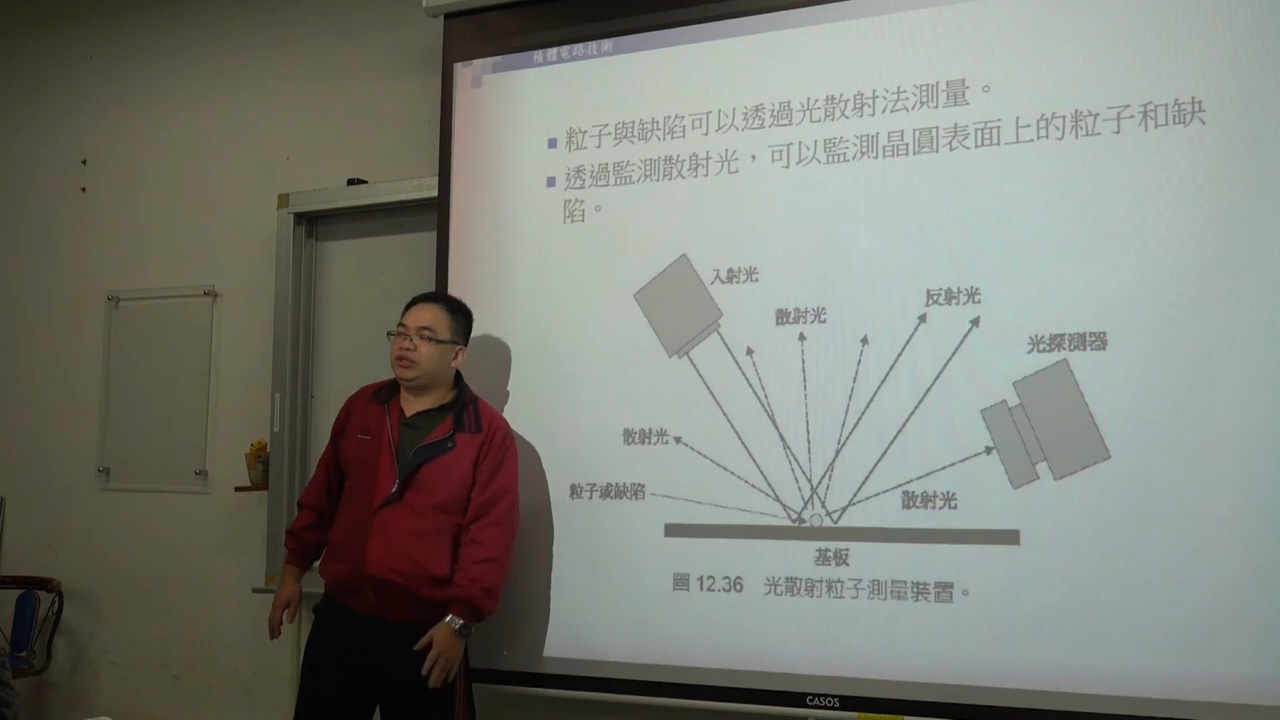 積體電路技術
粒子與缺陷可以透過光散射法測量。
透過監測散射光，可以監測晶圓表面上的粒子和缺
陷。
入射光
散射光
反射光
光探測器
散射光
粒子或缺陷
散射光
基板
圖 12.36 光散射粒子測量裝置。
CASOS